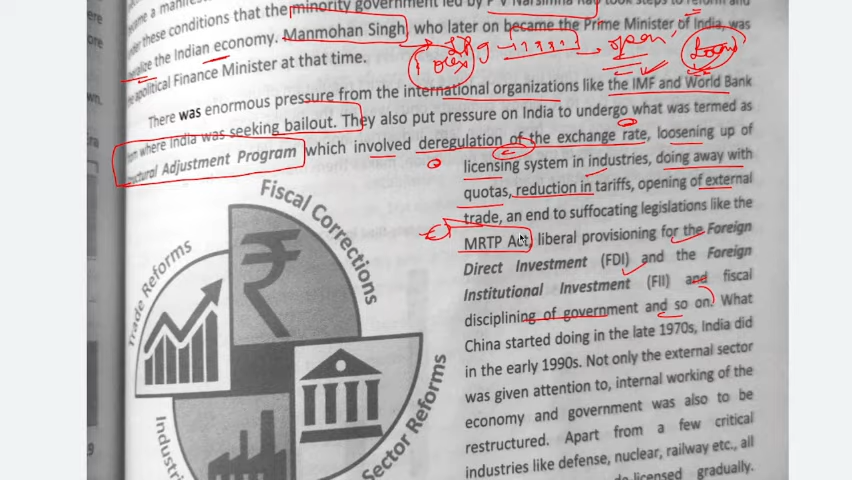 minority government led by P V Narsimha Rao took steps to reform and
under these conditions that the
the Indian economy. Manmohan Singh who later on became the Prime Minister of India, was
apolitical Finance Minister at that time.
There was enormous pressure from the international organizations like the IMF and World Bank
from where India was seeking bailout. They also put pressure on India to undergo what was termed as
Structural Adjustment Program which involved deregulation of the exchange rate, loosening up of
licensing system in industries, doing away with
quotas, reduction in tariffs, opening of external
trade, an end to suffocating legislations like the
MRTP Act, liberal provisioning for the Foreign
Direct Investment (FDI) and the Foreign
Institutional Investment (FII) and fiscal
disciplining of government and so on. What
China started doing in the late 1970s, India did
in the early 1990s. Not only the external sector
was given attention to, internal working of the
economy and government was also to be
restructured. Apart from a few critical
industries like defense, nuclear, railway etc., all
de-licensed gradually.
Fiscal Corrections
Trade Reforms
Sector Reforms
₹